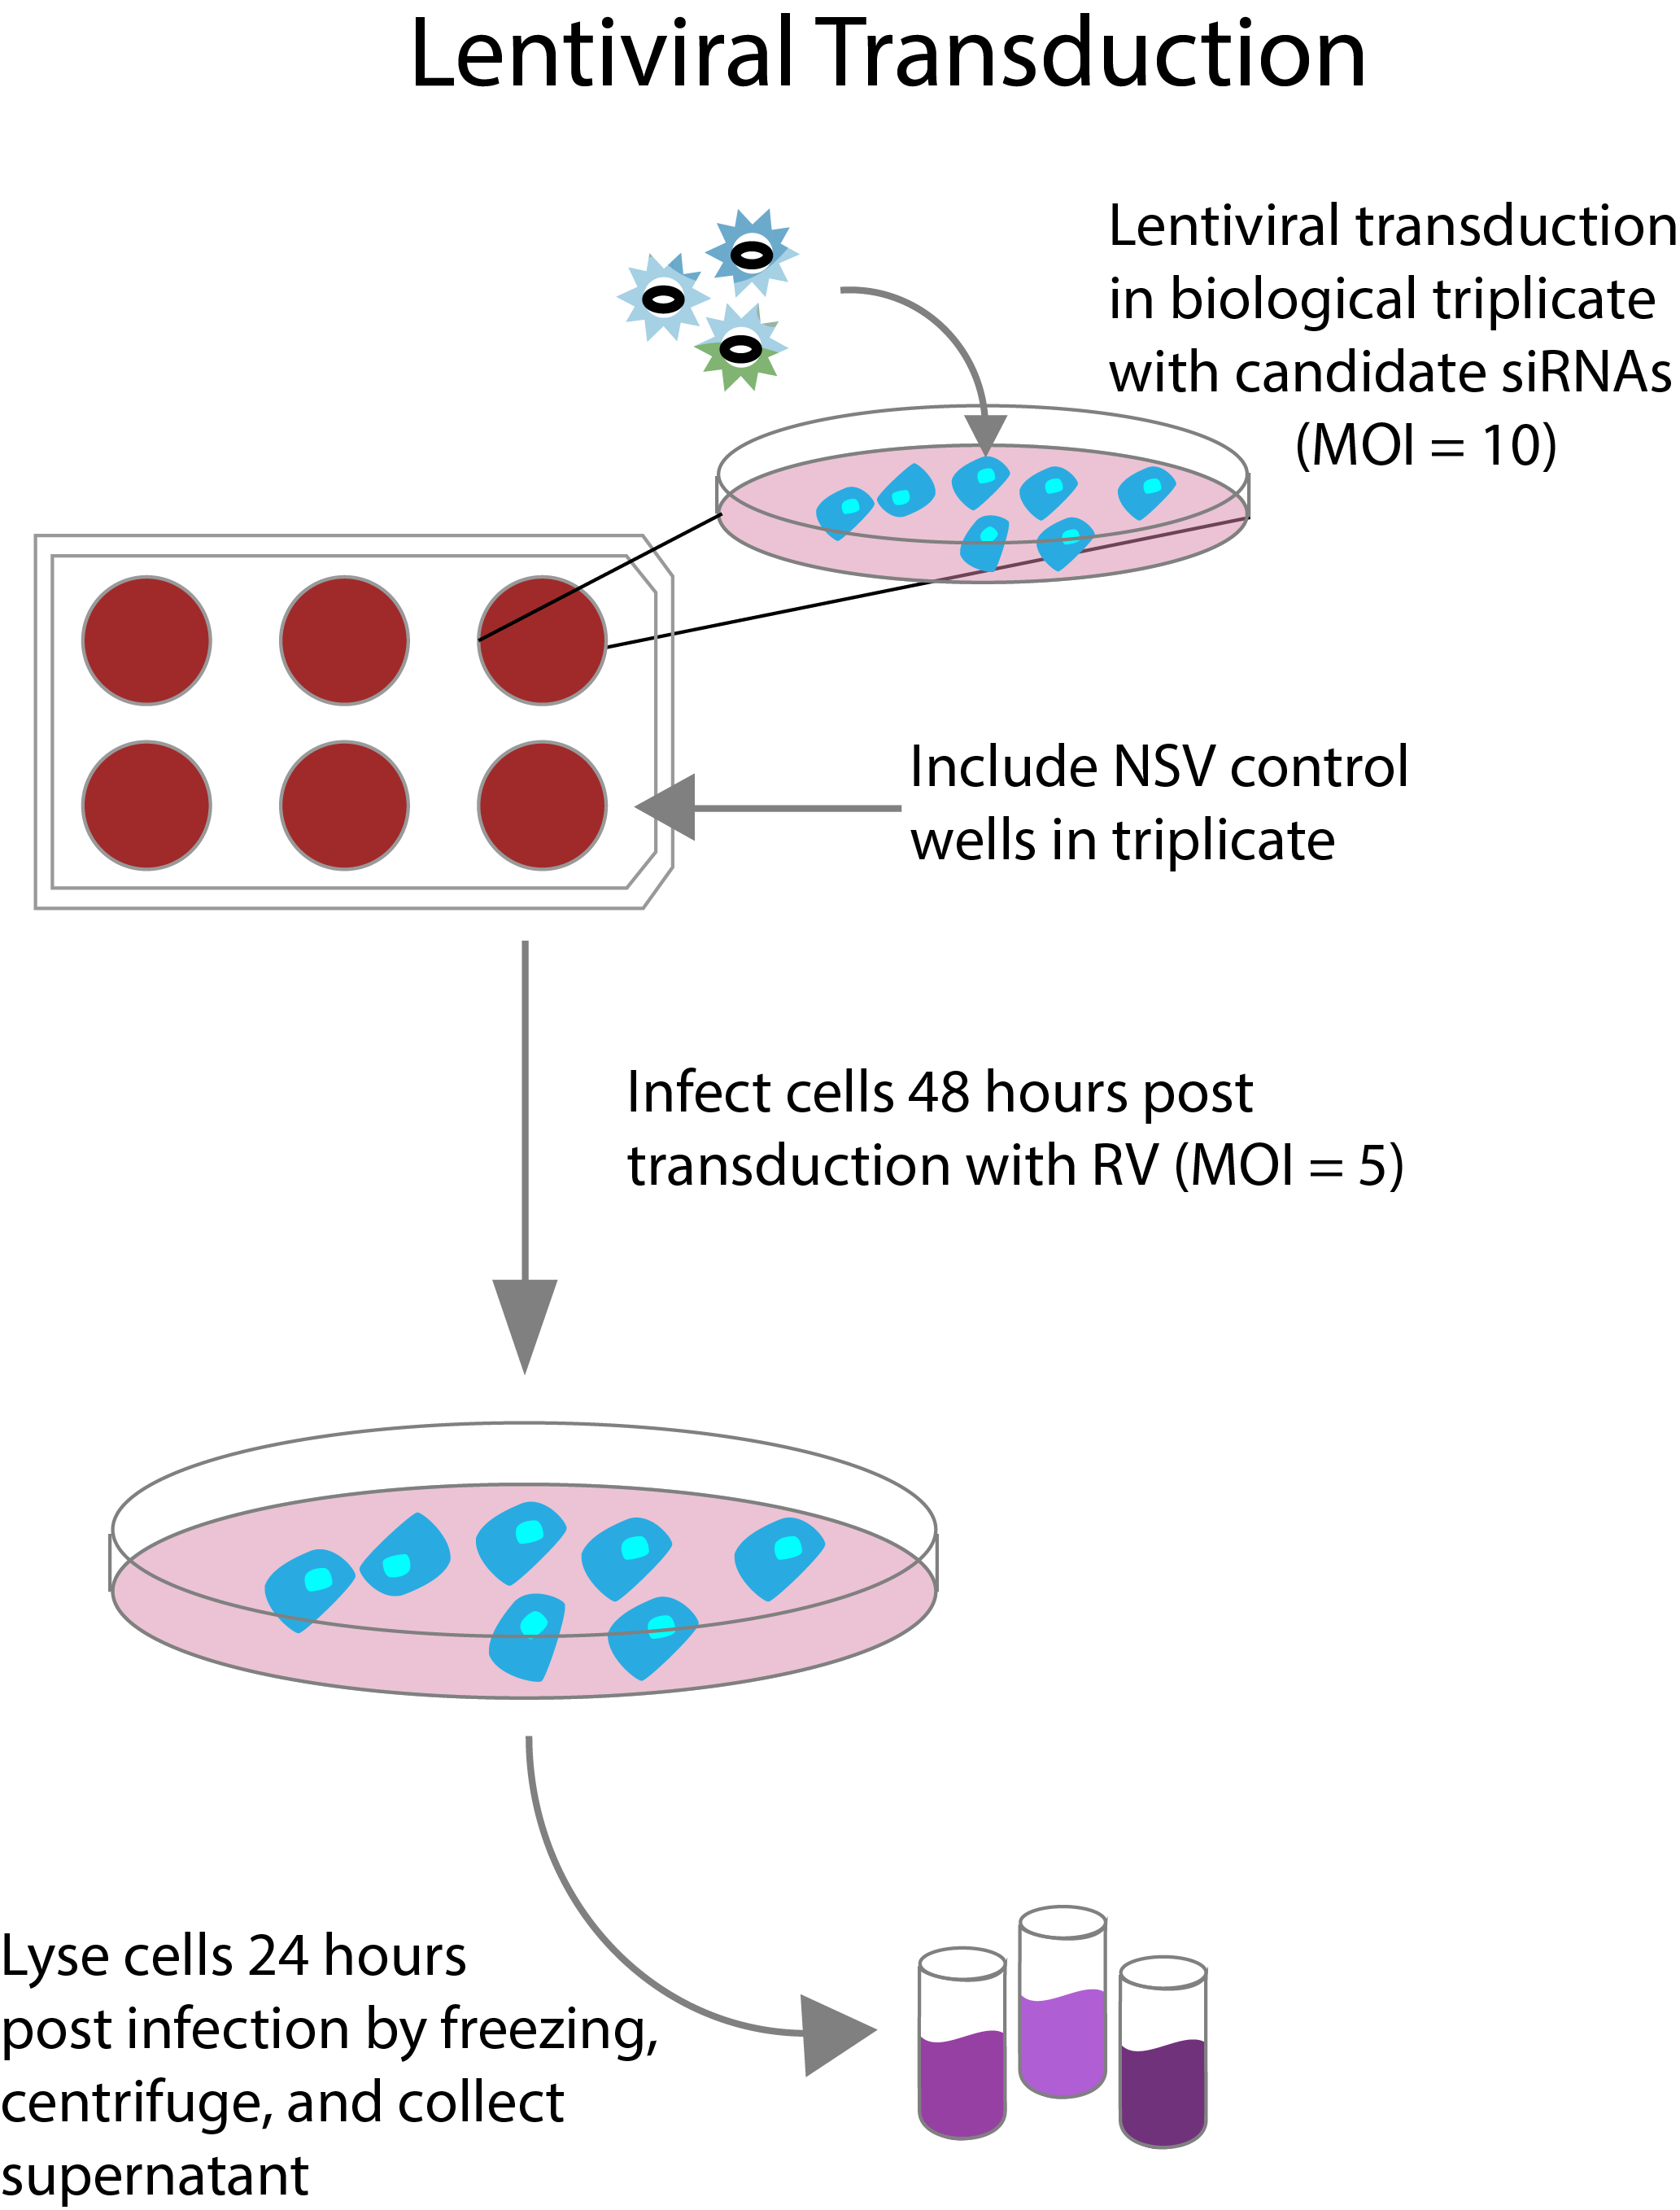 Lentiviral Transduction
Lentiviral transduction
in biological triplicate
with candidate siRNAs
(MOI = 10)
Include NSV control
wells in triplicate
Infect cells 48 hours post
transduction with RV (MOI = 5)
Lyse cells 24 hours
post infection by freezing,
centrifuge, and collect
supernatant